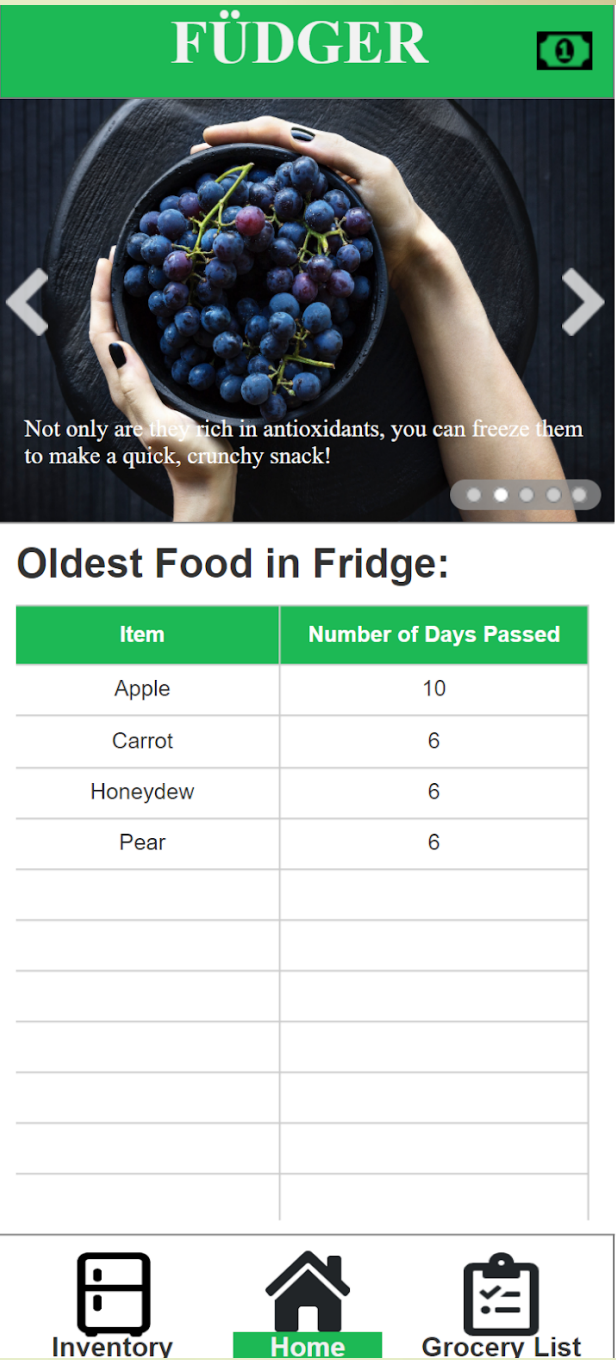 FÜDGER
1
Not only are they rich in antioxidants, you can freeze them
to make a quick, crunchy snack!
Oldest Food in Fridge:
Item Number of Days Passed
Apple 10
Carrot 6
Honeydew 6
Pear 6
Inventory Home Grocery List